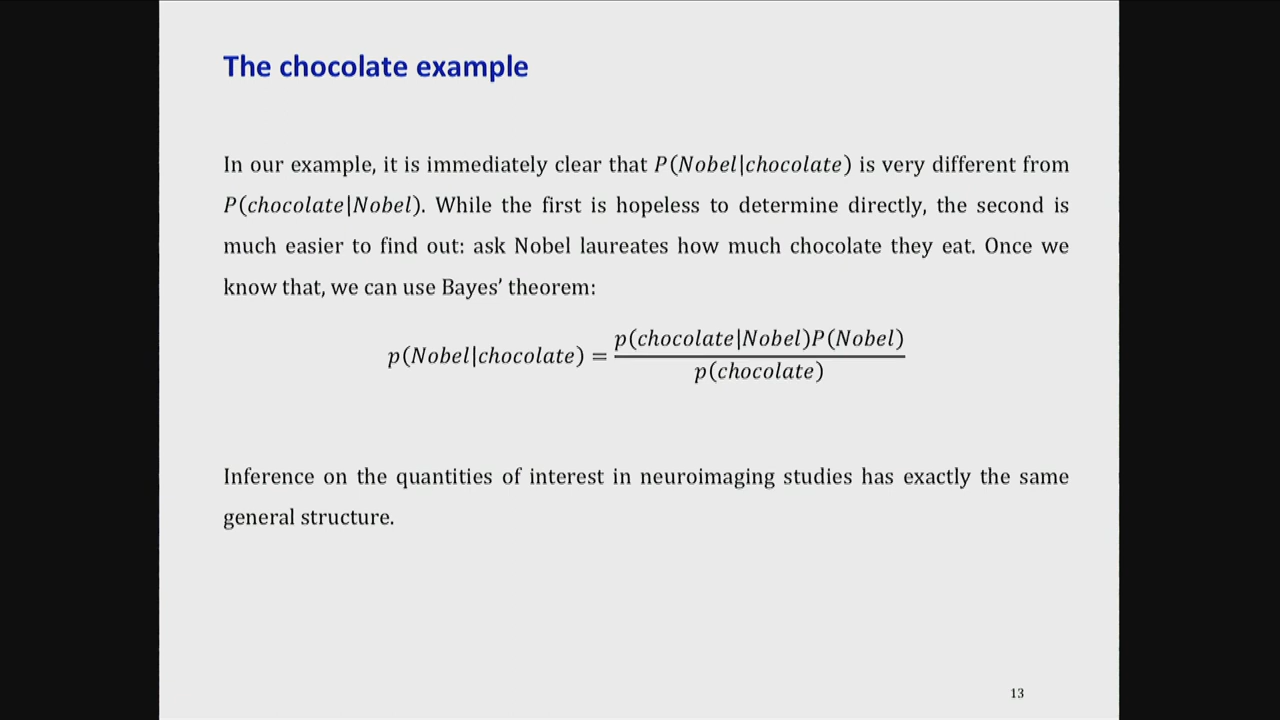 The chocolate example
In our example, it is immediately clear that P(Nobel|chocolate) is very different from
P(chocolate|Nobel). While the first is hopeless to determine directly, the second is
much easier to find out: ask Nobel laureates how much chocolate they eat. Once we
know that, we can use Bayes’ theorem:
p(Nobel|chocolate) = p(chocolate|Nobel)P(Nobel)
p(chocolate)
Inference on the quantities of interest in neuroimaging studies has exactly the same
general structure.
13